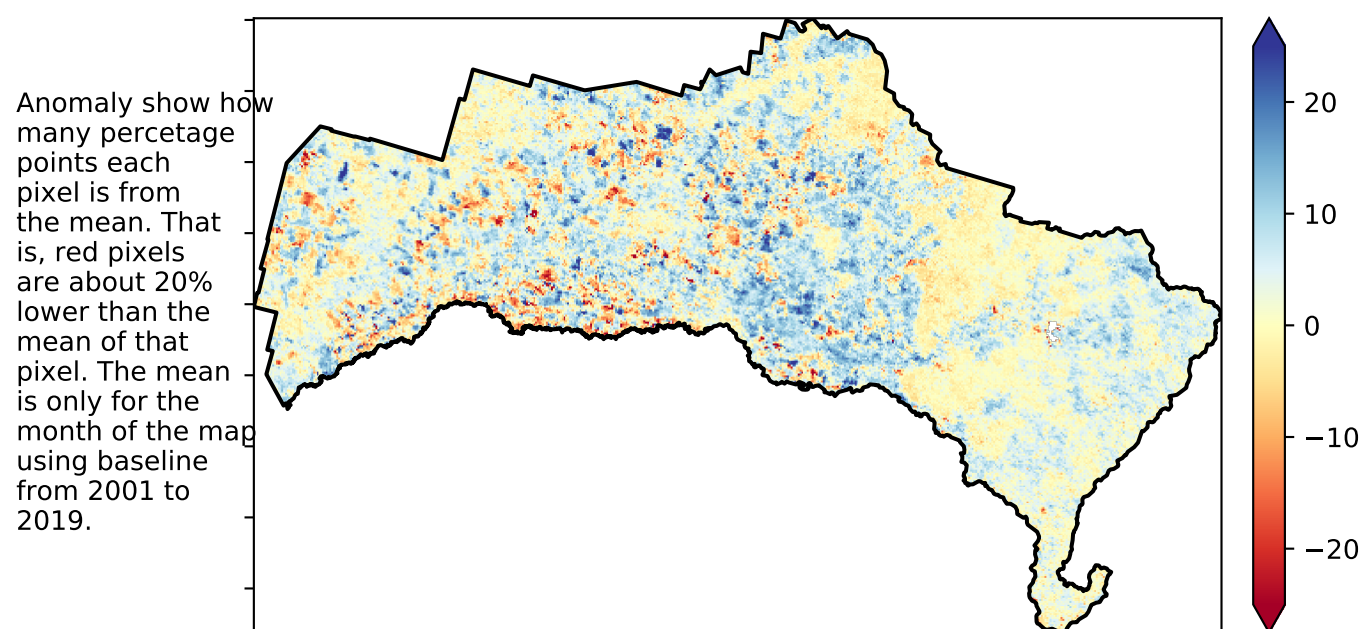 Anomaly show how
many percetage
points each
pixel is from
the mean. That
is, red pixels
are about 20%
lower than the
mean of that
pixel. The mean
is only for the
month of the map
using baseline
from 2001 to
2019.
20
10
0
−10
−20